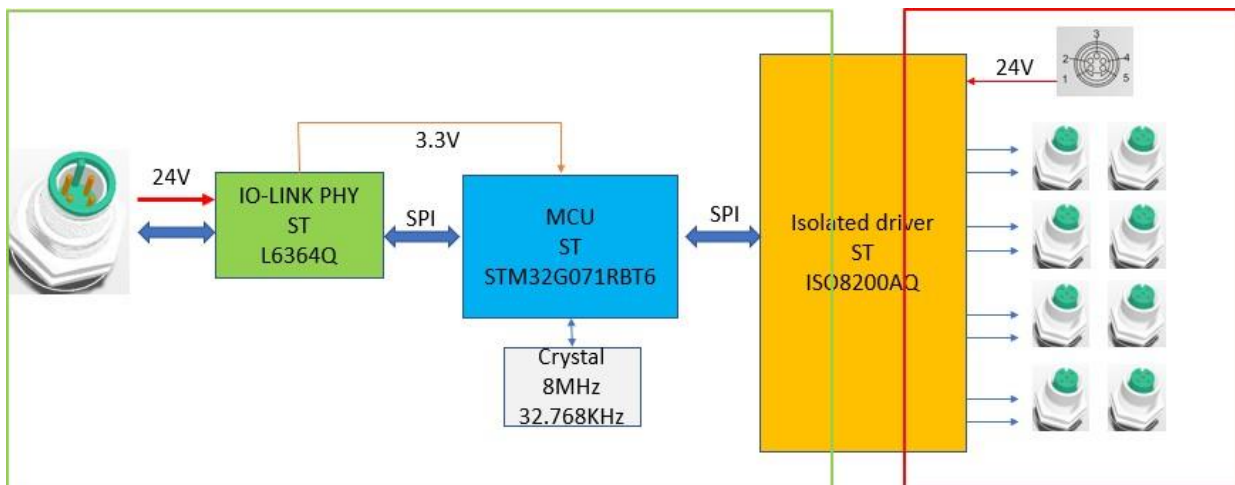 24V
IO-LINK PHY
ST
L6364Q
3.3V
SPI
MCU
ST
STM32G071RBT6
Crystal
8MHz
32.768KHz
SPI
Isolated driver
ST
ISO8200AQ
24V
3
2
4
1
5